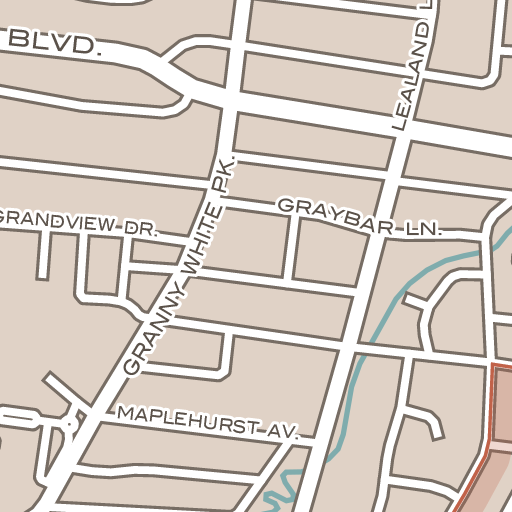 BLVD.
LEALAND L
GRAYBAR LN.
GRANDVIEW DR.
GRANNY WHITE PK.
MAPLEHURST AV.